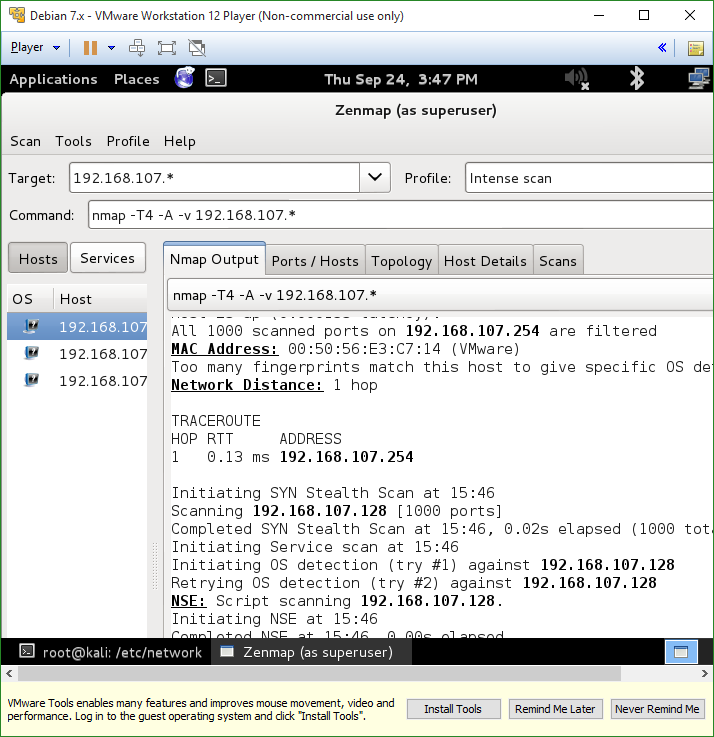 Debian 7.x - VMware Workstation 12 Player (Non-commercial use only)
Player
Applications Places Thu Sep 24, 3:47 PM
Zenmap (as superuser)
Scan Tools Profile Help
Target: 192.168.107.* Profile: Intense scan
Command: nmap -T4 -A -v 192.168.107.*
Hosts Services Nmap Output Ports / Hosts Topology Host Details Scans
OS Host
192.168.107
192.168.107
192.168.107
nmap -T4 -A -v 192.168.107.*
All 1000 scanned ports on 192.168.107.254 are filtered
MAC Address: 00:50:56:E3:C7:14 (VMware)
Too many fingerprints match this host to give specific OS de
Network Distance: 1 hop
TRACEROUTE
HOP RTT ADDRESS
1 0.13 ms 192.168.107.254
Initiating SYN Stealth Scan at 15:46
Scanning 192.168.107.128 [1000 ports]
Completed SYN Stealth Scan at 15:46, 0.02s elapsed (1000 tota
Initiating Service scan at 15:46
Initiating OS detection (try #1) against 192.168.107.128
Retrying OS detection (try #2) against 192.168.107.128
NSE: Script scanning 192.168.107.128.
Initiating NSE at 15:46
Completed NSE at 15:46, 0.00s elapsed
root@kali: /etc/network Zenmap (as superuser)
VMware Tools enables many features and improves mouse movement, video and
performance. Log in to the guest operating system and click "Install Tools".
Install Tools Remind Me Later Never Remind Me